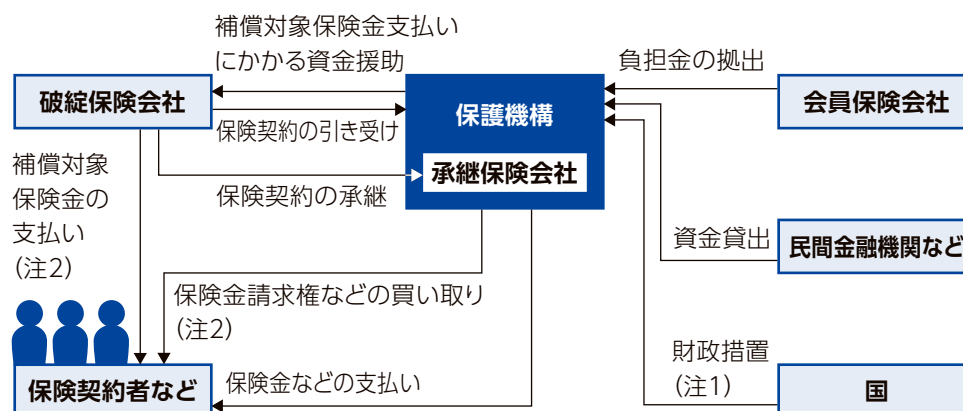 補償対象保険金支払い
にかかる資金援助
負担金の拠出
破綻保険会社
保護機構
会員保険会社
保険契約の引き受け
補償対象
保険金の
支払い
(注2)
承継保険会社
保険契約の承継
資金貸出
民間金融機関など
保険金請求権などの買い取り
(注2)
財政措置
(注1)
保険契約者など
保険金などの支払い
国